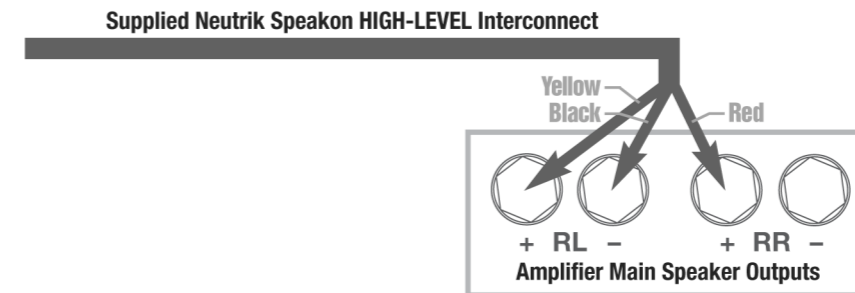 Supplied Neutrik Speakon HIGH-LEVEL Interconnect
Yellow
Black
Red
+ RL − + RR −
Amplifier Main Speaker Outputs